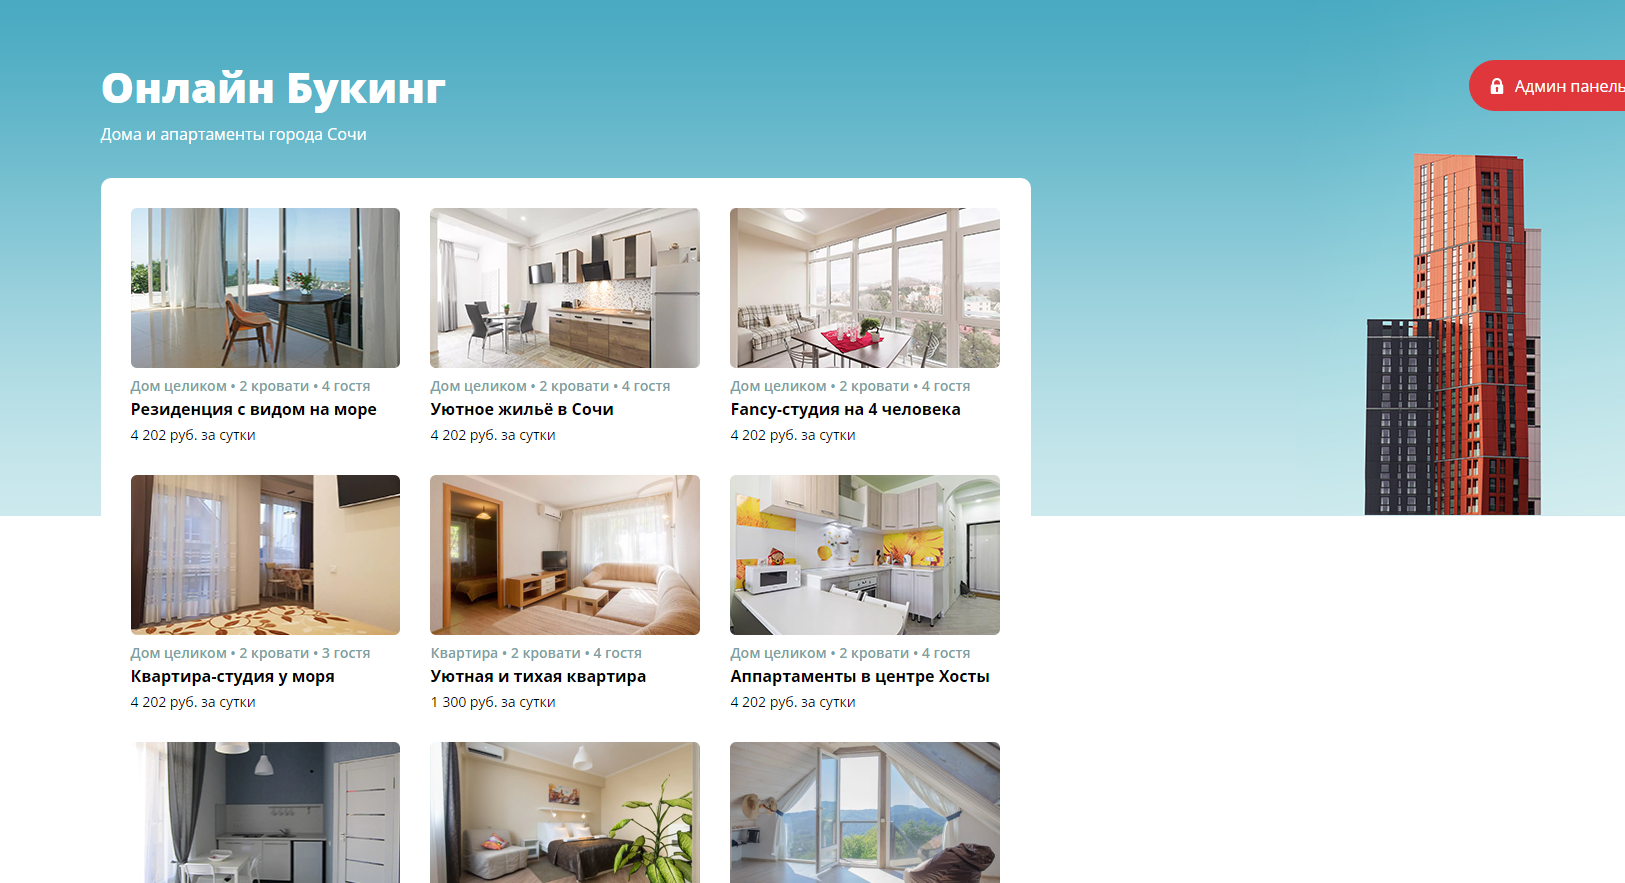 Онлайн Букинг
Админ панель
Дома и апартаменты города Сочи
Дом целиком • 2 кровати • 4 гостя
Резиденция с видом на море
4 202 руб. за сутки
Дом целиком • 2 кровати • 4 гостя
Уютное жильё в Сочи
4 202 руб. за сутки
Дом целиком • 2 кровати • 4 гостя
Fancy-студия на 4 человека
4 202 руб. за сутки
Дом целиком • 2 кровати • 3 гостя
Квартира-студия у моря
4 202 руб. за сутки
Квартира • 2 кровати • 4 гостя
Уютная и тихая квартира
1 300 руб. за сутки
Дом целиком • 2 кровати • 4 гостя
Аппартаменты в центре Хосты
4 202 руб. за сутки